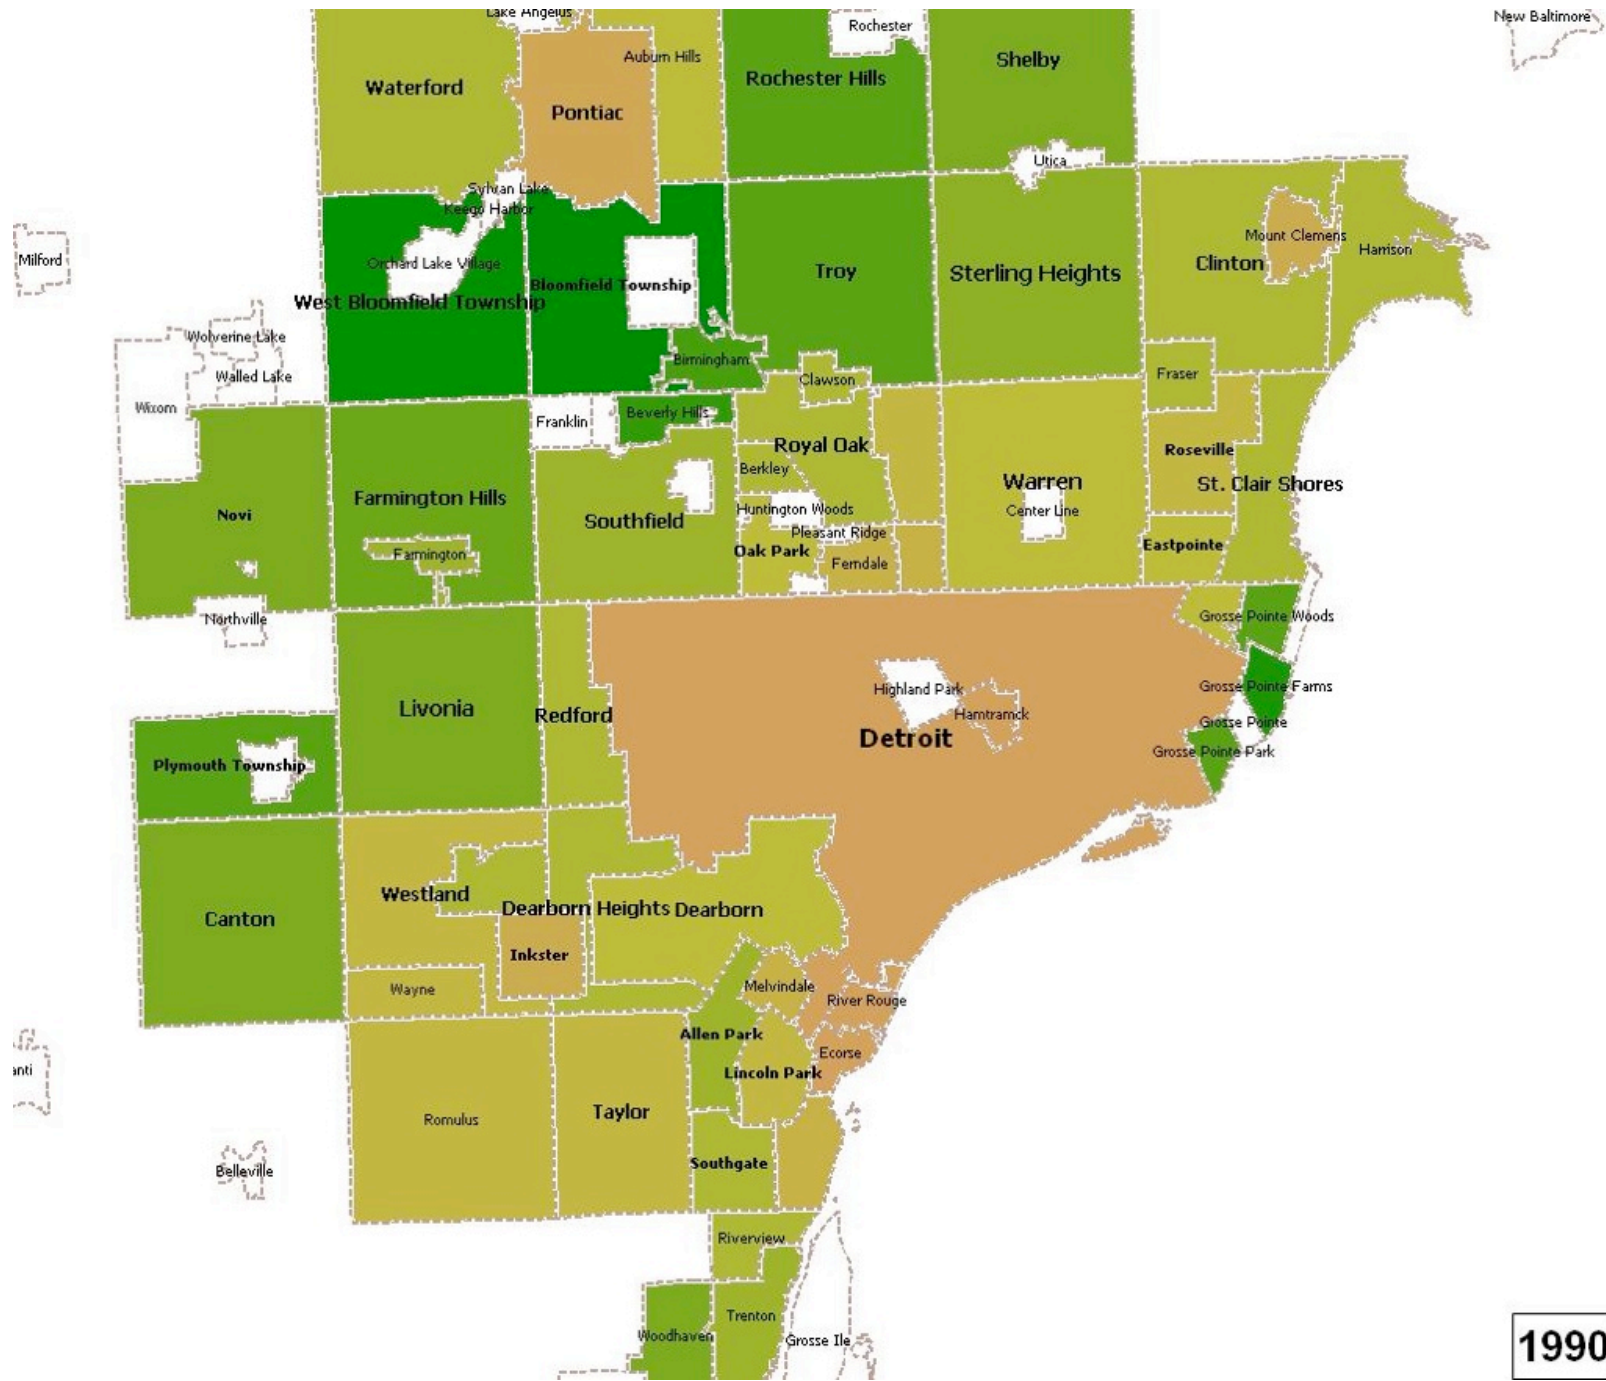 Lake Angelus
New Baltimore
Rochester
Auburn Hills
Shelby
Waterford
Rochester Hills
Pontiac
Utica
Sylvan Lake
Keego Harbor
Mount Clemens
Harrison
Milford
Orchard Lake Village
Clinton
Troy
Sterling Heights
Bloomfield Township
West Bloomfield Township
Wolverine Lake
Birmingham
Walled Lake
Clawson
Fraser
Wixom
Franklin
Beverly Hills
Royal Oak
Roseville
Berkley
Warren
St. Clair Shores
Farmington Hills
Huntington Woods
Center Line
Novi
Southfield
Pleasant Ridge
Eastpointe
Oak Park
Farmington
Ferndale
Northville
Grosse Pointe Woods
Grosse Pointe Farms
Highland Park
Livonia
Redford
Hamtramck
Grosse Pointe
Detroit
Grosse Pointe Park
Plymouth Township
Westland
Dearborn Heights
Dearborn
Canton
Inkster
Wayne
Melvindale
River Rouge
Allen Park
Ecorse
anti
Lincoln Park
Taylor
Romulus
Southgate
Belleville
Riverview
Trenton
Woodhaven
Grosse Ile
1990